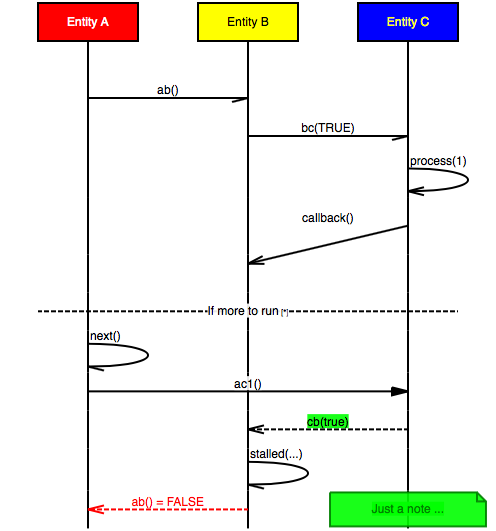 Entity A
Entity B
Entity C
ab()
bc(TRUE)
process(1)
callback()
If more to run [*]
next()
ac1()
cb(true)
stalled(...)
ab() = FALSE
Just a note ...